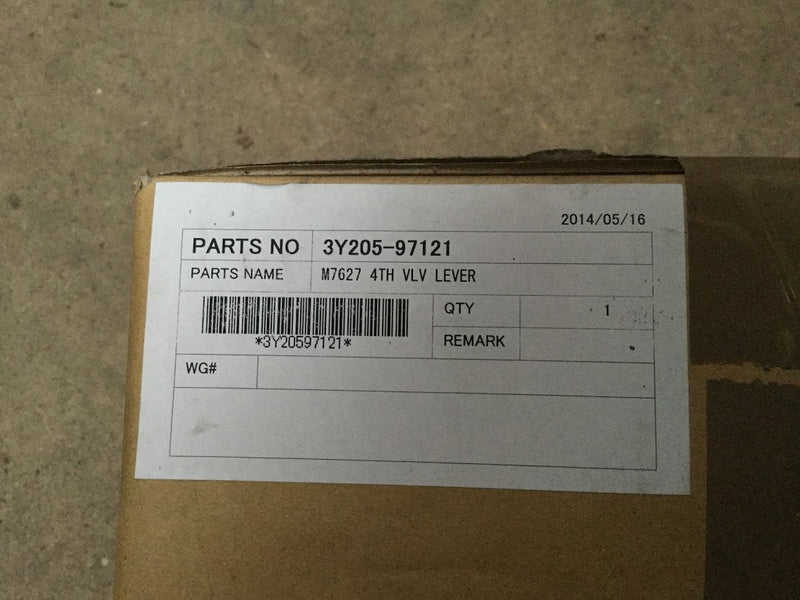 2014/05/16
PARTS NO 3Y205-97121
PARTS NAME M7627 4TH VLV LEVER
QTY 1
*3Y20597121*
REMARK
WG#